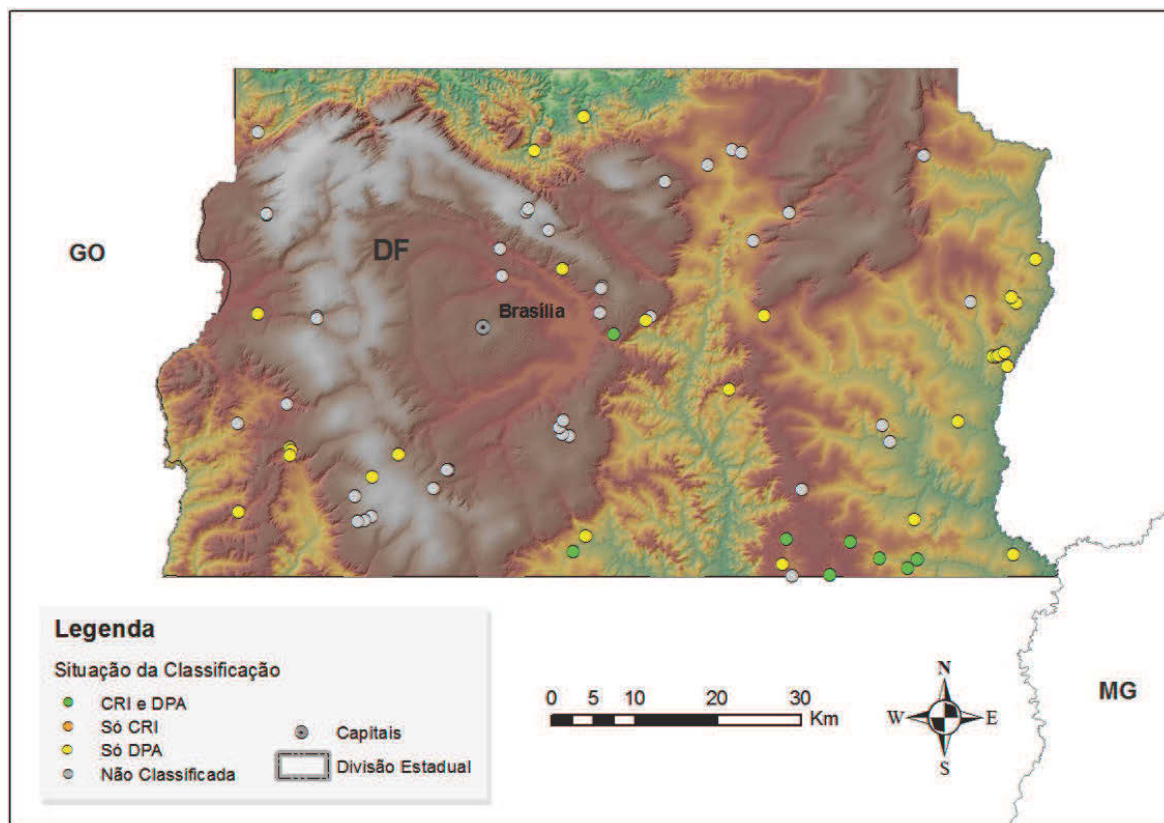 GO
DF
Brasília
MG
Legenda
Situação da Classificação
CRI e DPA
Só CRI
Só DPA
Não Classificada
Capitais
Divisão Estadual
0 5 10 20 30
Km
N
W E
S